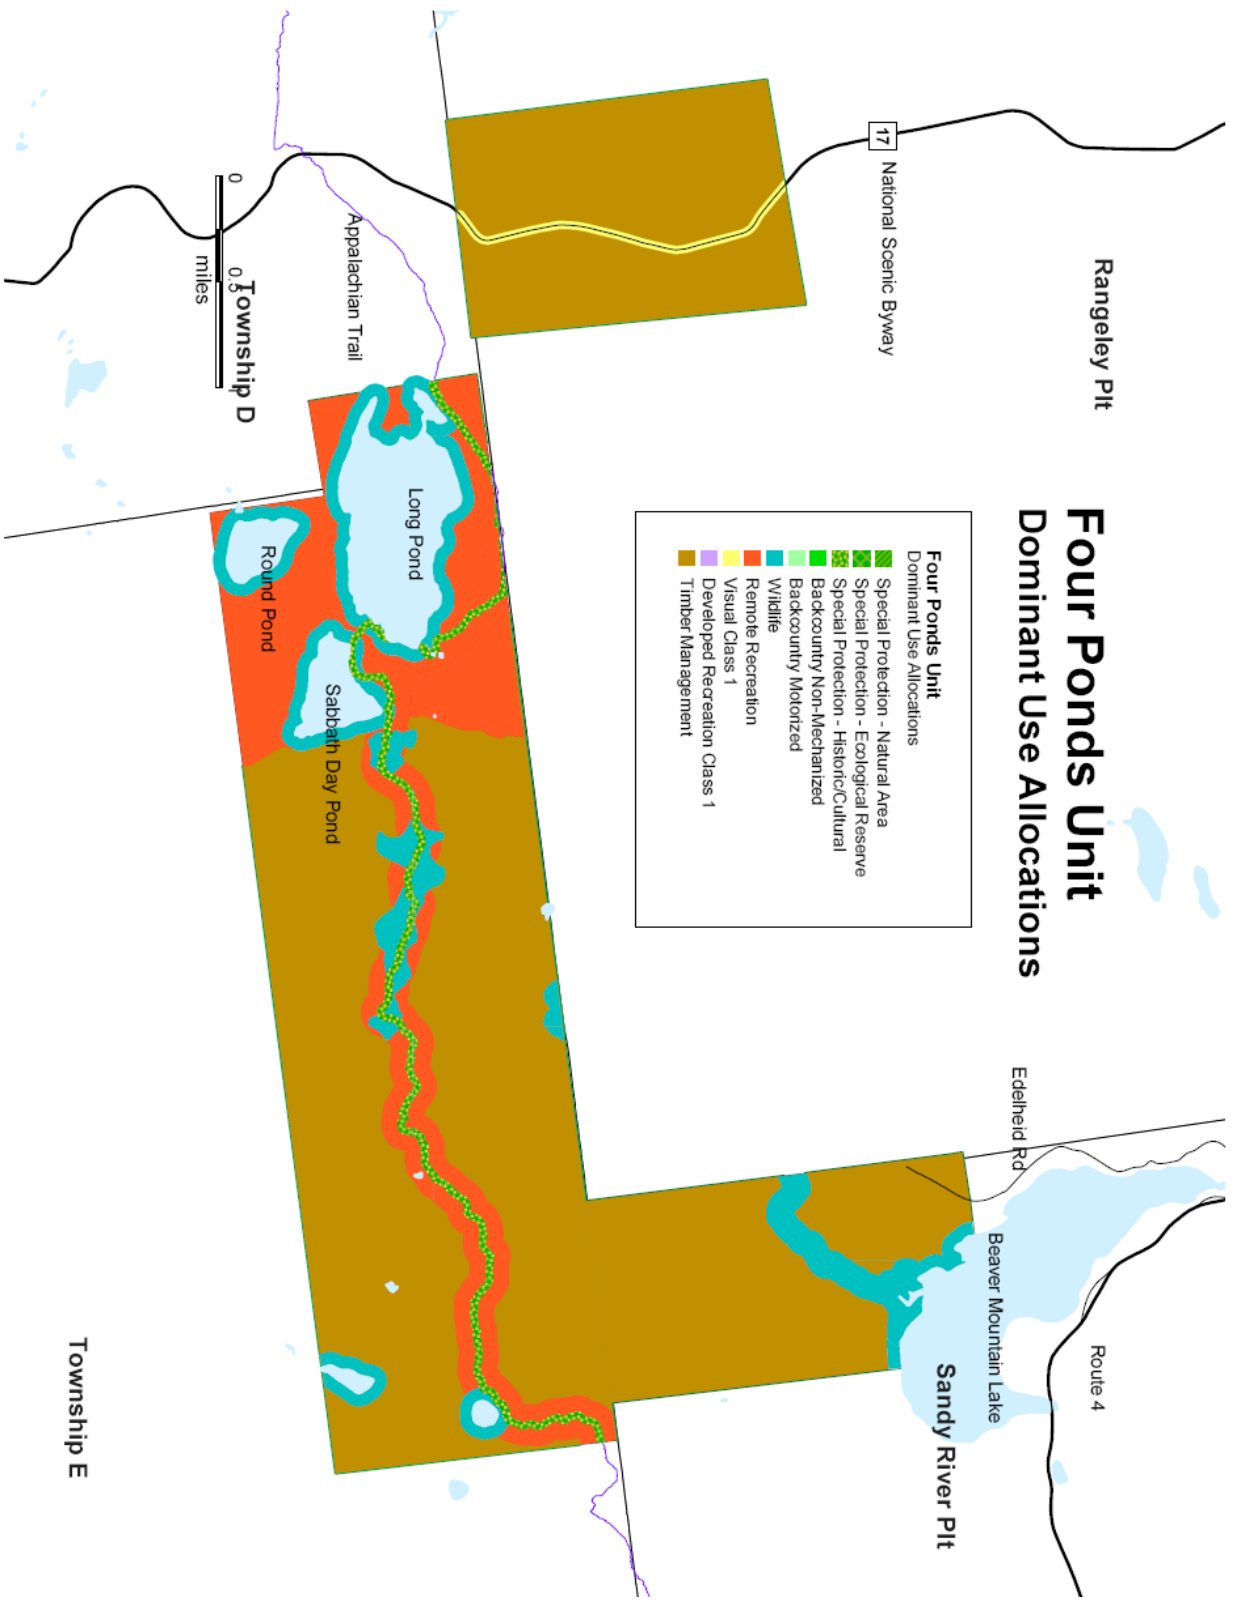 Four Ponds Unit
Dominant Use Allocations
Rangeley Plt
17
National Scenic Byway
Four Ponds Unit
Dominant Use Allocations
Special Protection - Natural Area
Special Protection - Ecological Reserve
Special Protection - Historic/Cultural
Backcountry Non-Mechanized
Backcountry Motorized
Wildlife
Remote Recreation
Visual Class 1
Developed Recreation Class 1
Timber Management
Edelheid Rd
Route 4
Beaver Mountain Lake
Sandy River Plt
Appalachian Trail
Long Pond
Round Pond
Sabbath Day Pond
Township D
0 0.5
miles
Township E